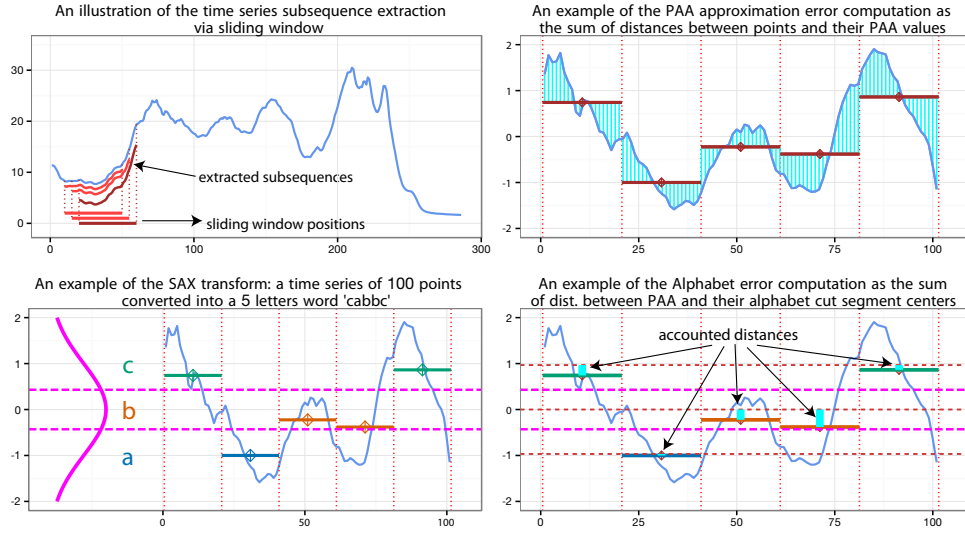 An illustration of the time series subsequence extraction
via sliding window
30
20
10
0
extracted subsequences
sliding window positions
0
100
200
300
An example of the PAA approximation error computation as
the sum of distances between points and their PAA values
2
1
0
-1
-2
0
25
50
75
100
An example of the SAX transform: a time series of 100 points
converted into a 5 letters word 'cabbc'
2
1
0
-1
-2
c
b
a
0
50
100
An example of the Alphabet error computation as the sum
of dist. between PAA and their alphabet cut segment centers
accounted distances
2
1
0
-1
-2
0
25
50
75
100